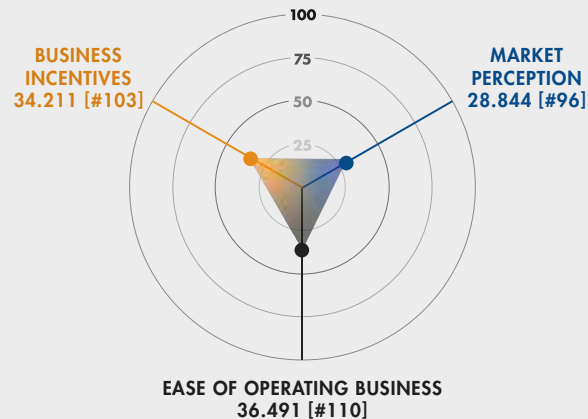 100
75
50
25
BUSINESS
INCENTIVES
34.211 [#103]
MARKET
PERCEPTION
28.844 [#96]
EASE OF OPERATING BUSINESS
36.491 [#110]